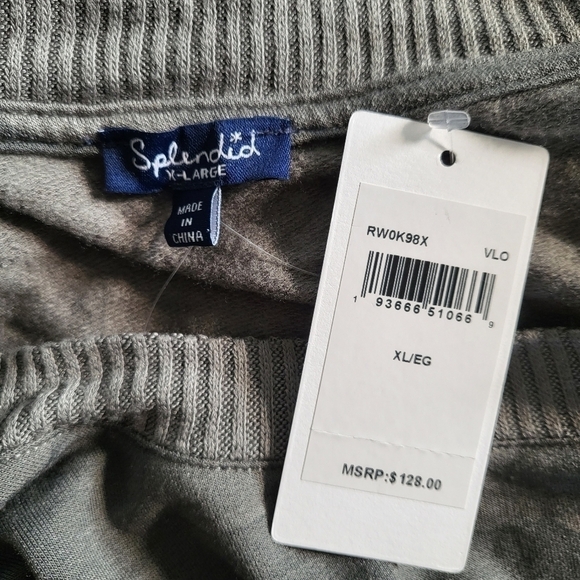 Splendid
X-LARGE
MADE
IN
CHINA
RW0K98X
VLO
1 93666 51066 9
XL/EG
MSRP:$128.00